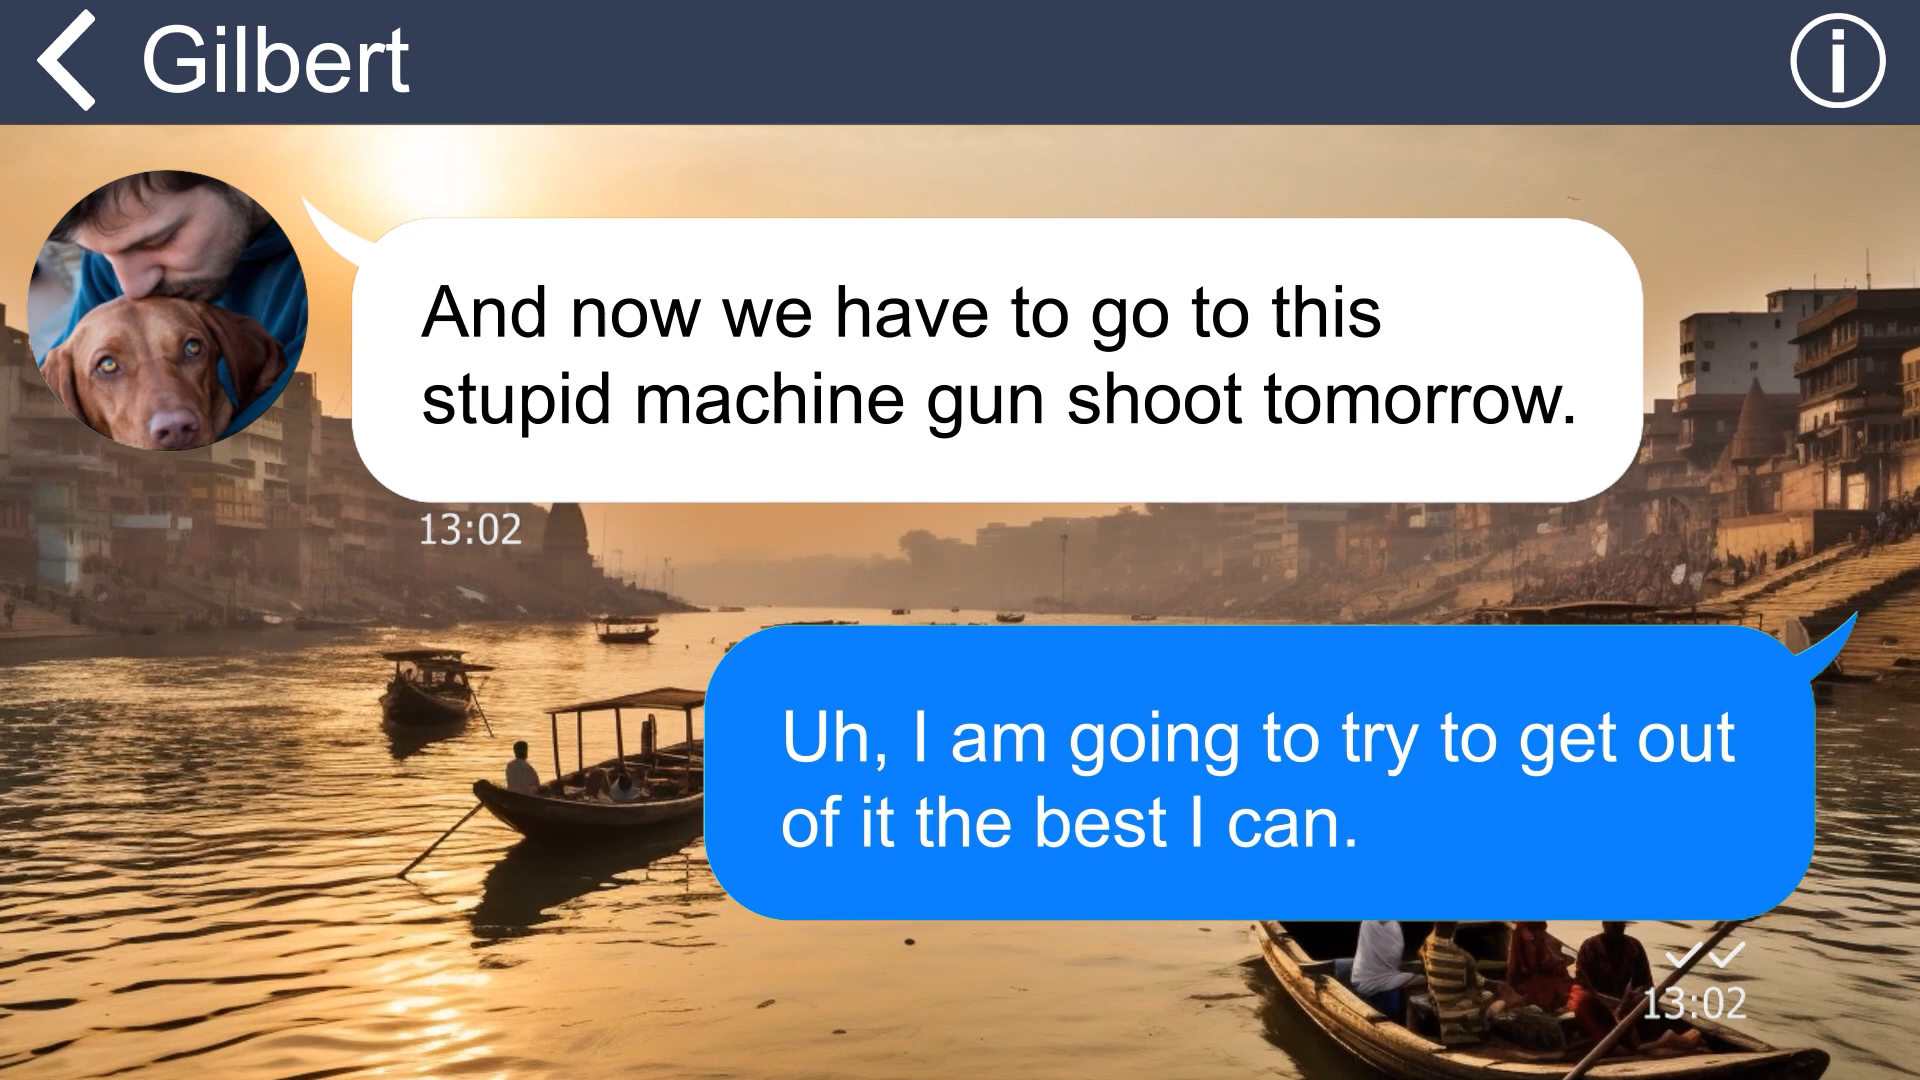 Gilbert
And now we have to go to this
stupid machine gun shoot tomorrow.
13:02
Uh, I am going to try to get out
of it the best I can.
13:02